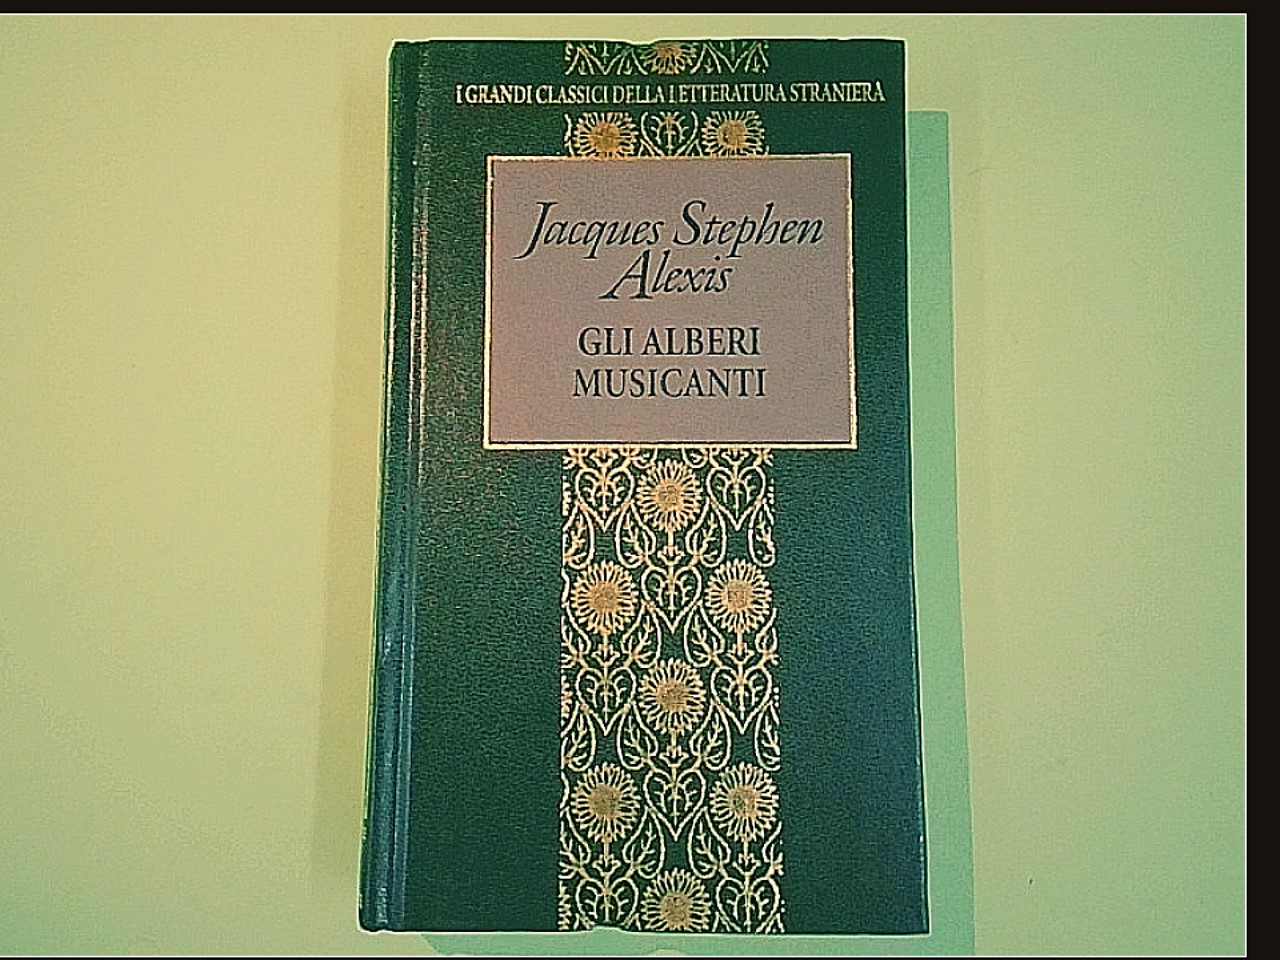 I GRANDI CLASSICI DELLA LETTERATURA STRANIERA
Jacques Stephen
Alexis
GLI ALBERI
MUSICANTI